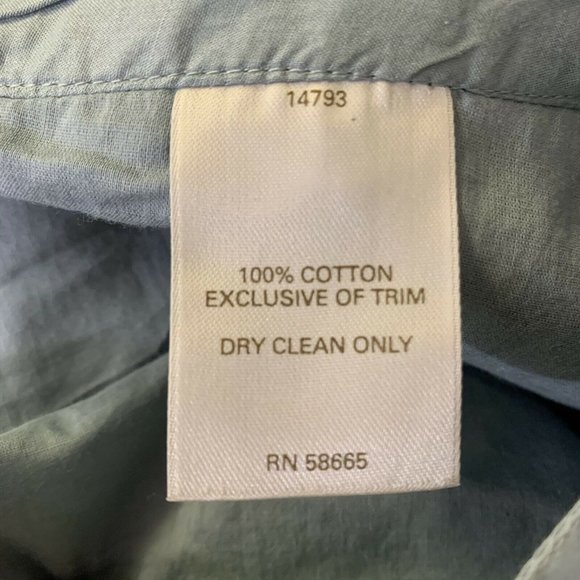 14793
100% COTTON
EXCLUSIVE OF TRIM
DRY CLEAN ONLY
RN 58665